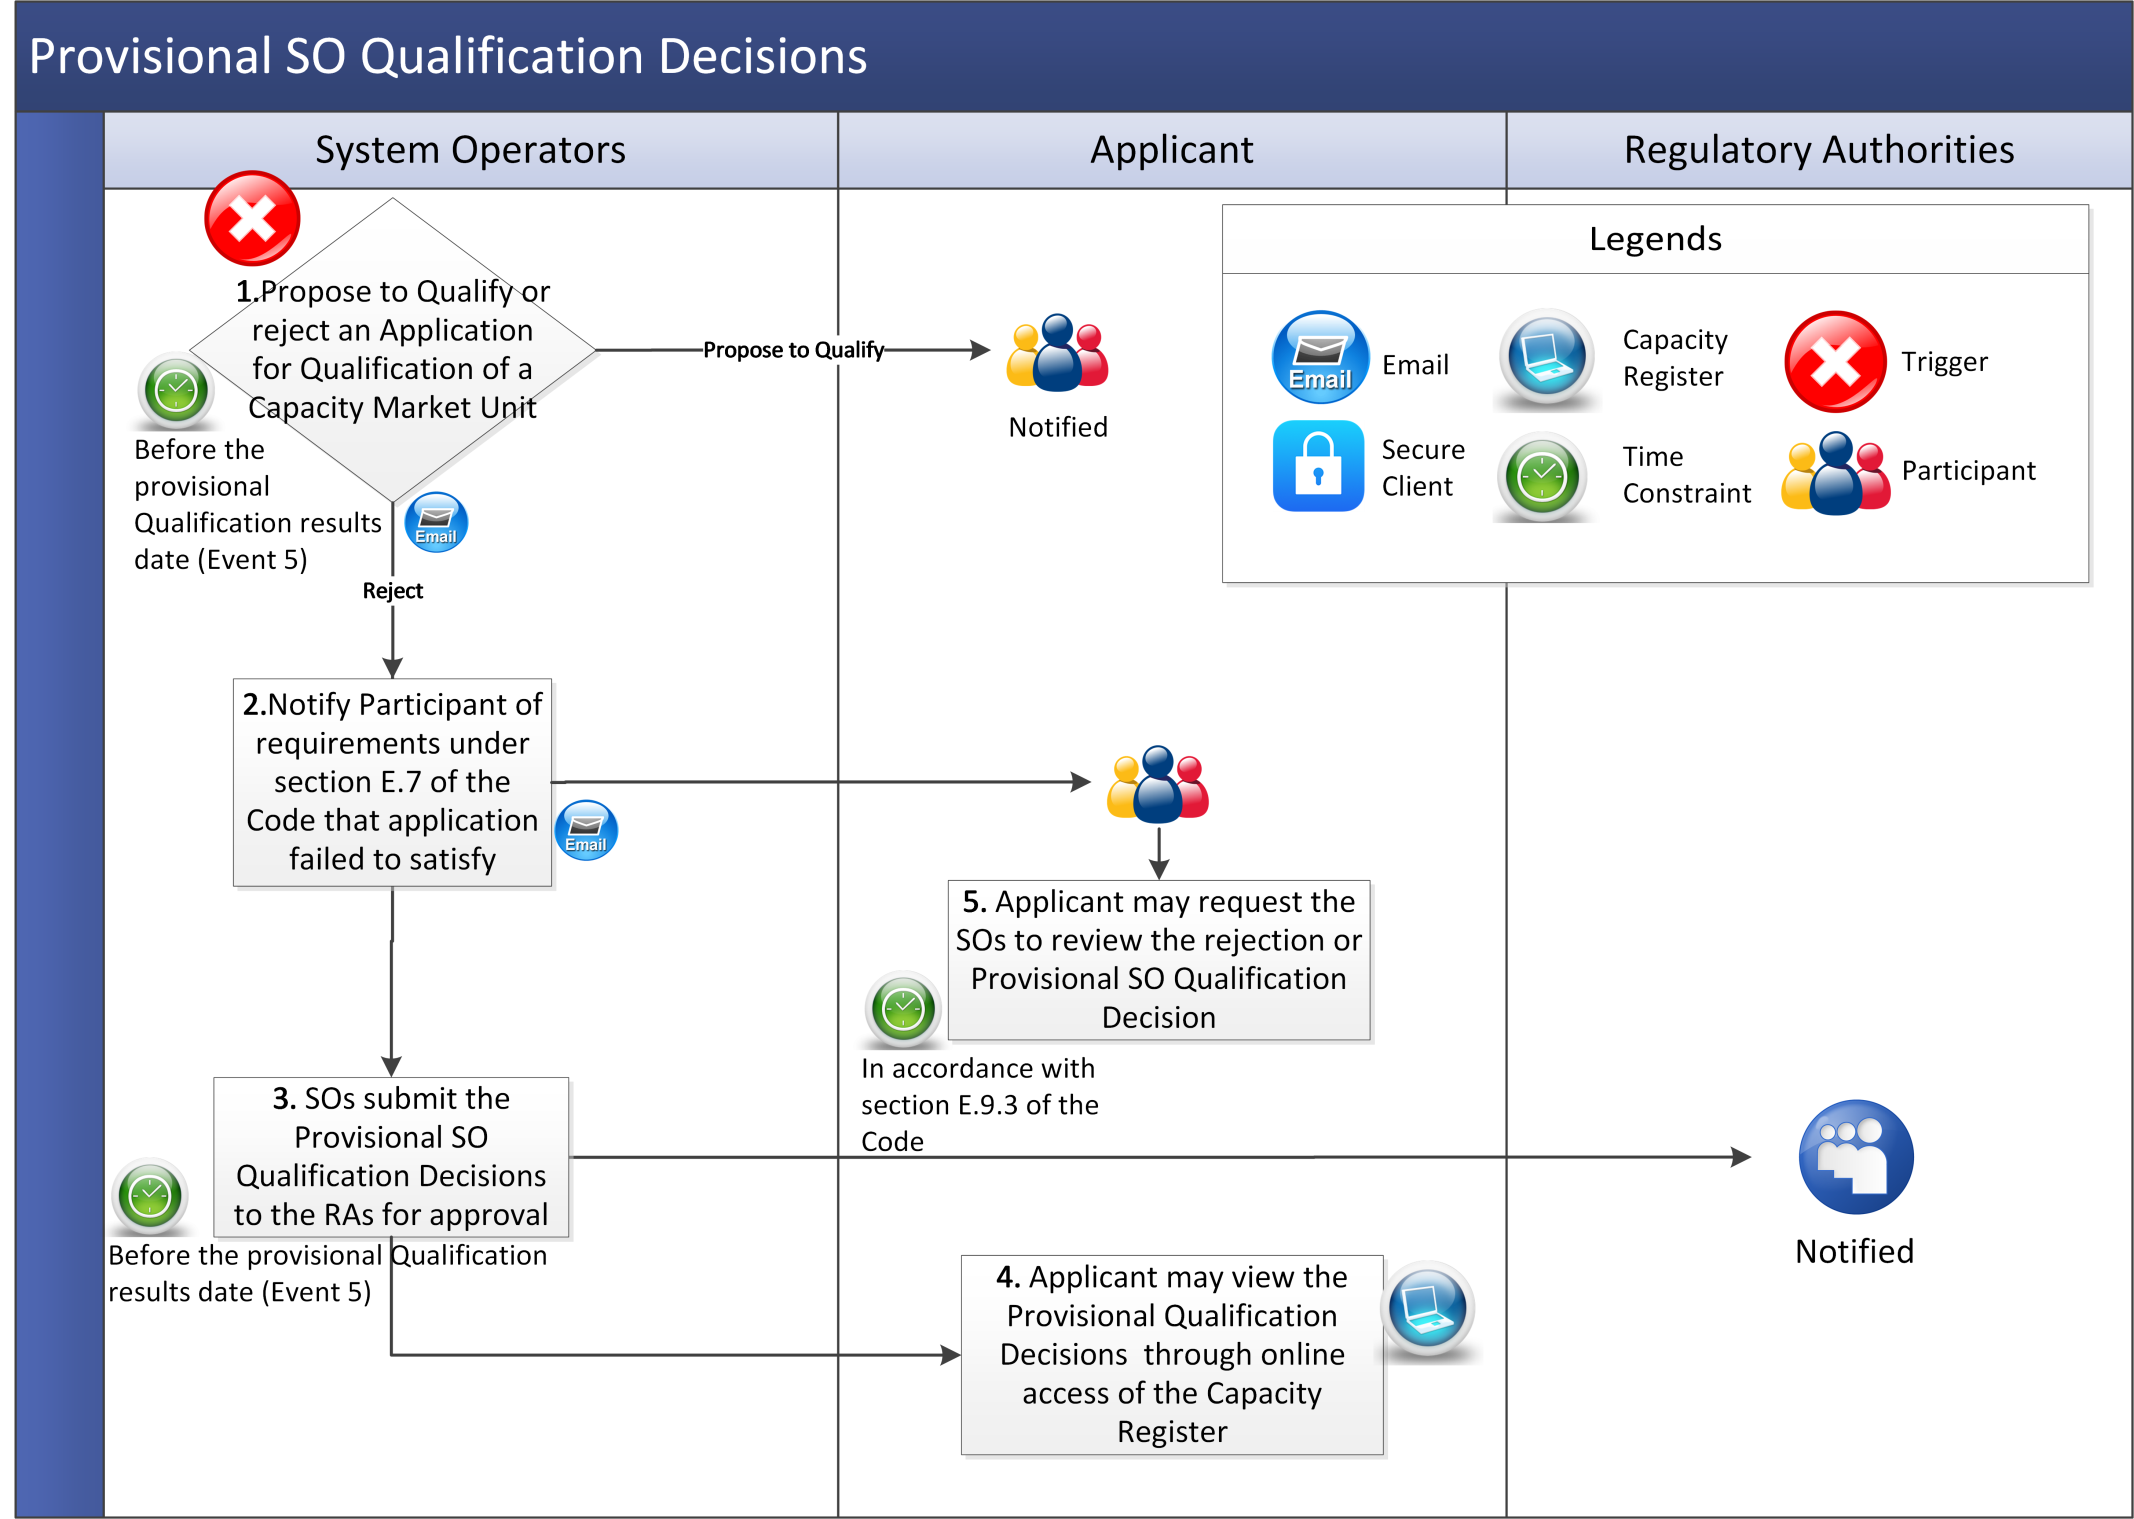 Provisional SO Qualification Decisions
System Operators
Applicant
Regulatory Authorities
1.Propose to Qualify or
reject an Application
for Qualification of a
Capacity Market Unit
Before the
provisional
Qualification results
date (Event 5)
Email
Reject
Propose to Qualify
Notified
Legends
Email
Email
Capacity
Register
Trigger
Secure
Client
Time
Constraint
Participant
2.Notify Participant of
requirements under
section E.7 of the
Code that application
failed to satisfy
Email
5. Applicant may request the
SOs to review the rejection or
Provisional SO Qualification
Decision
In accordance with
section E.9.3 of the
Code
3. SOs submit the
Provisional SO
Qualification Decisions
to the RAs for approval
Before the provisional Qualification
results date (Event 5)
Notified
4. Applicant may view the
Provisional Qualification
Decisions  through online
access of the Capacity
Register